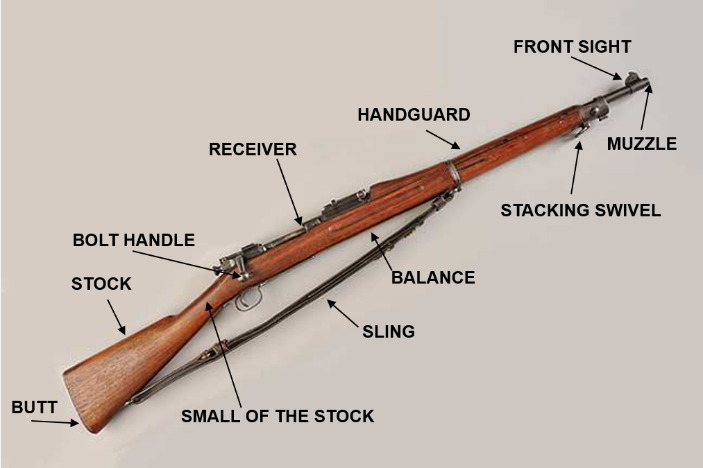 FRONT SIGHT
HANDGUARD
MUZZLE
RECEIVER
STACKING SWIVEL
BOLT HANDLE
BALANCE
STOCK
SLING
BUTT
SMALL OF THE STOCK